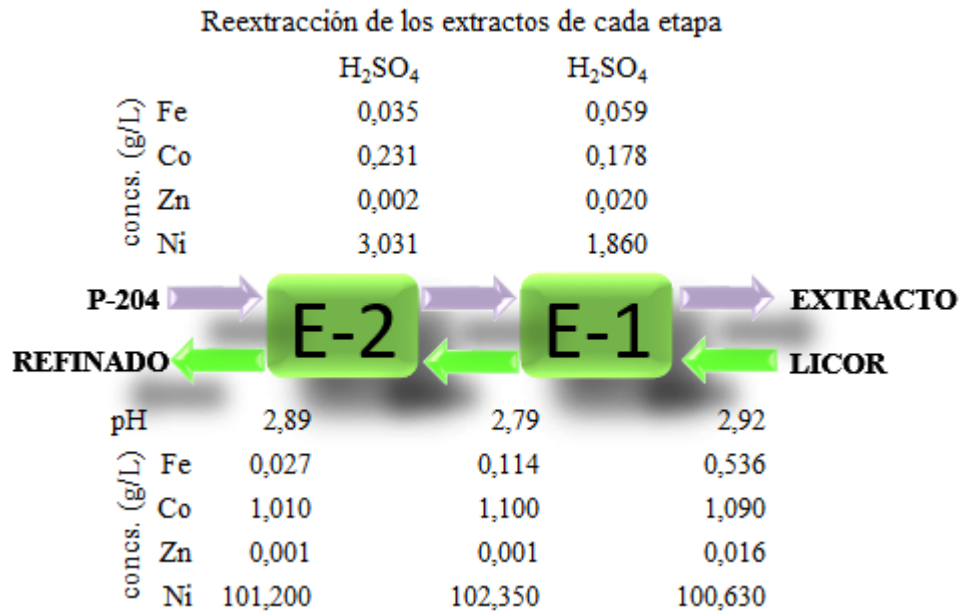 Reextracción de los extractos de cada etapa
H₂SO₄ H₂SO₄
concs. (g/L)
Fe 0,035 0,059
Co 0,231 0,178
Zn 0,002 0,020
Ni 3,031 1,860
P-204 E-2 E-1 EXTRACTO
REFINADO LICOR
pH 2,89 2,79 2,92
concs. (g/L)
Fe 0,027 0,114 0,536
Co 1,010 1,100 1,090
Zn 0,001 0,001 0,016
Ni 101,200 102,350 100,630